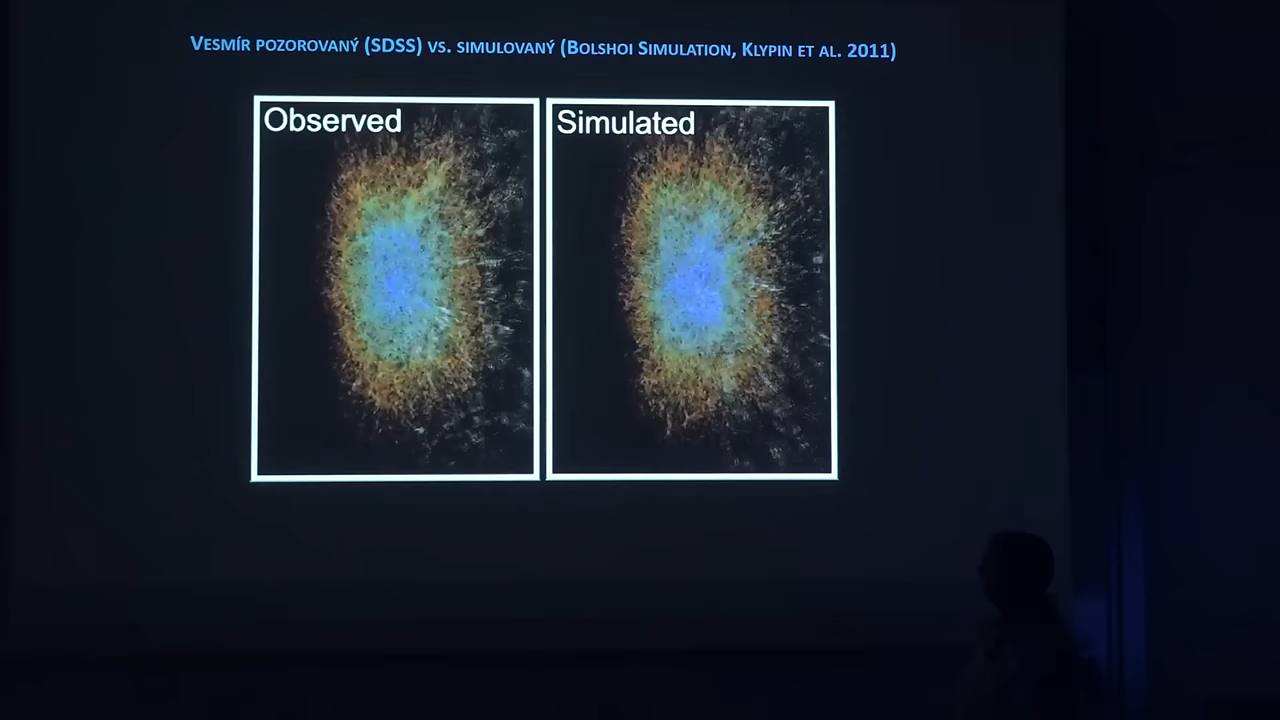 Vesmír pozorovaný (SDSS) vs. simulovaný (Bolshoi Simulation, Klypin et al. 2011)
Observed
Simulated